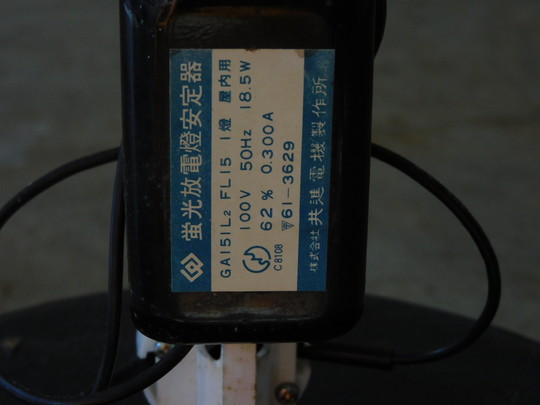 螢光放電燈安定器
GA151L2 FL15 1燈 屋内用
100V 50Hz 18.5W
62% 0.300A
61-3629
C8108
株式会社 共進電機製作所